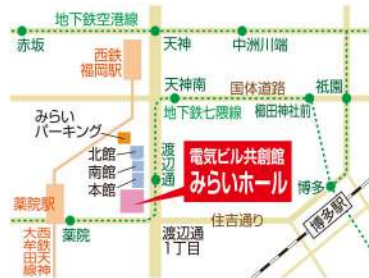 地下鉄空港線
赤坂
天神
中洲川端
西鉄
福岡駅
天神南
国体道路
祇園
みらい
パーキング
地下鉄七隈線
櫛田神社前
北館
南館
本館
渡辺通
電気ビル共創館
みらいホール
博多
薬院駅
薬院
住吉通り
博多駅
西鉄天神
大牟田線
渡辺通
1丁目